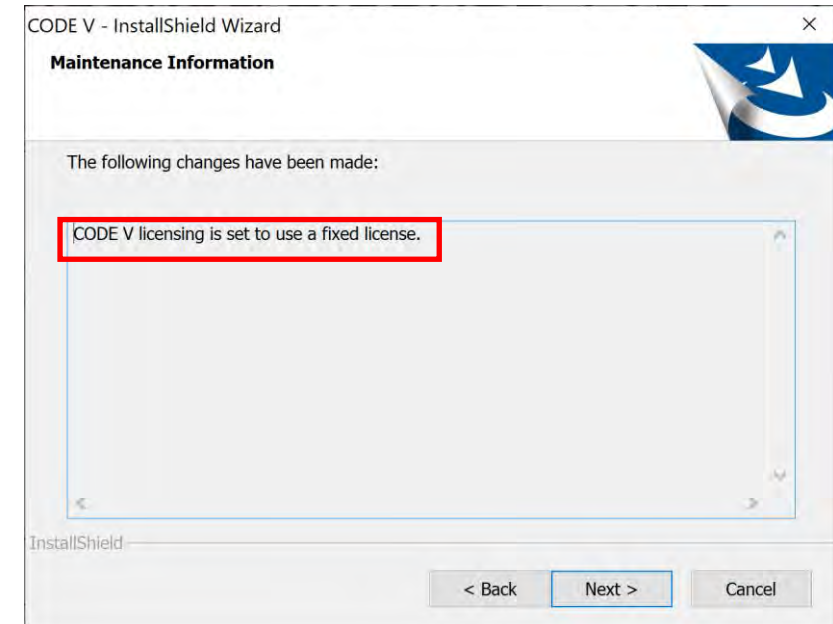 CODE V - InstallShield Wizard
Maintenance Information
The following changes have been made:
CODE V licensing is set to use a fixed license.
InstallShield
< Back Next > Cancel